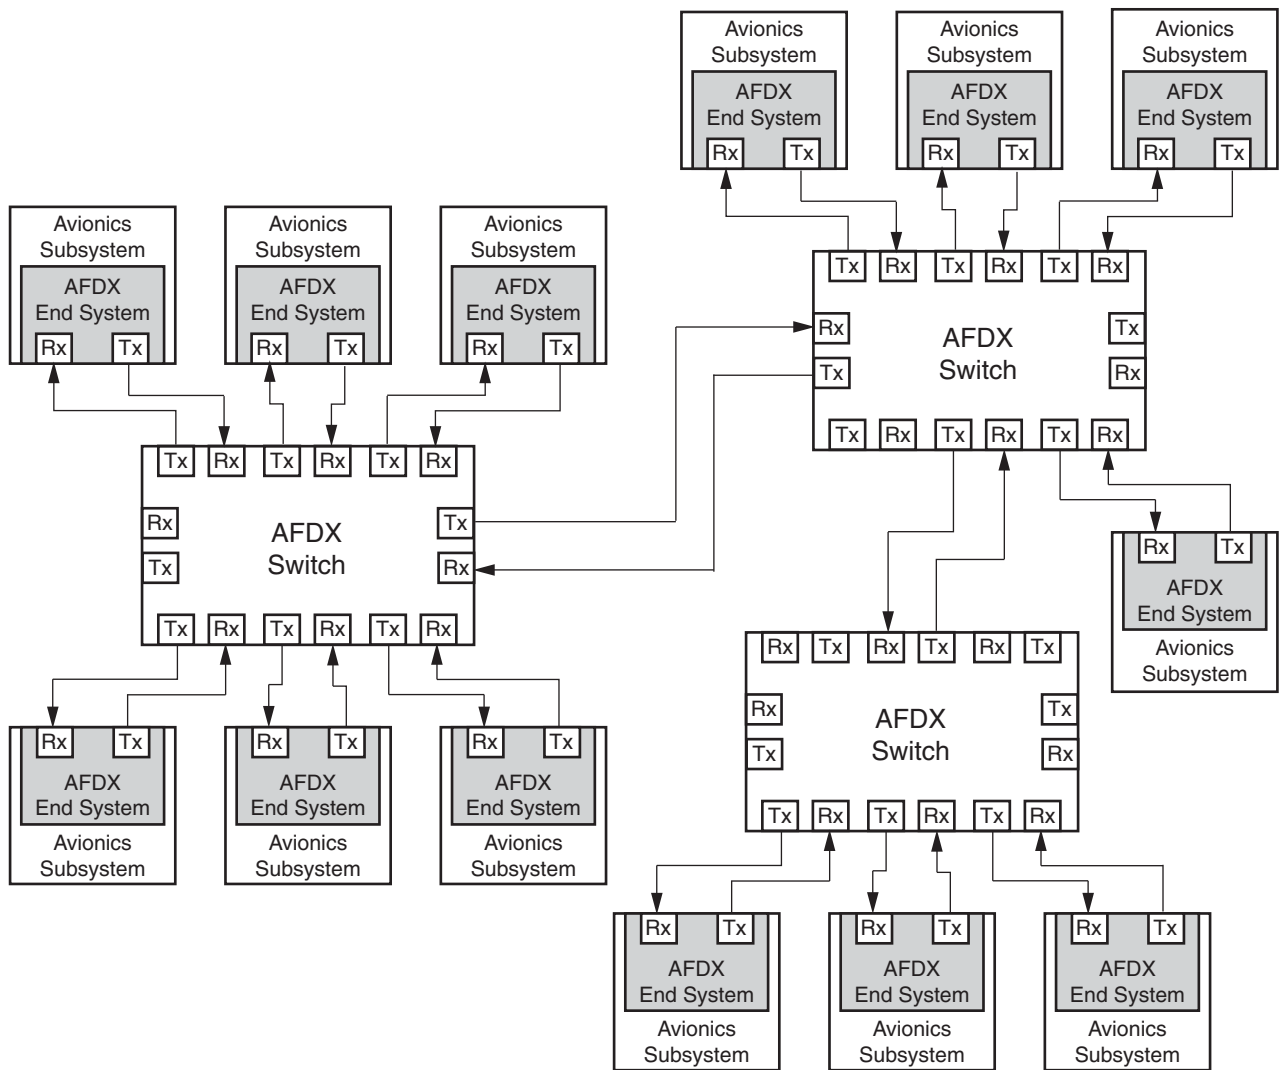 Avionics
Subsystem
AFDX
End System
Rx Tx
Avionics
Subsystem
AFDX
End System
Rx Tx
Avionics
Subsystem
AFDX
End System
Rx Tx
Avionics
Subsystem
AFDX
End System
Rx Tx
Avionics
Subsystem
AFDX
End System
Rx Tx
Avionics
Subsystem
AFDX
End System
Rx Tx
Tx Rx Tx Rx Tx Rx
Rx Tx
AFDX
Switch
Tx Rx
Tx Rx Tx Rx Tx Rx
Tx Rx Tx Rx Tx Rx
Rx Tx
AFDX
Switch
Tx Rx
Tx Rx Tx Rx Tx Rx
Rx Tx
AFDX
End System
Avionics
Subsystem
Rx Tx Rx Tx Rx Tx
Rx Tx
AFDX
Switch
Tx Rx
Tx Rx Tx Rx Tx Rx
Rx Tx
AFDX
End System
Avionics
Subsystem
Rx Tx
AFDX
End System
Avionics
Subsystem
Rx Tx
AFDX
End System
Avionics
Subsystem
Rx Tx
AFDX
End System
Avionics
Subsystem
Rx Tx
AFDX
End System
Avionics
Subsystem
Rx Tx
AFDX
End System
Avionics
Subsystem